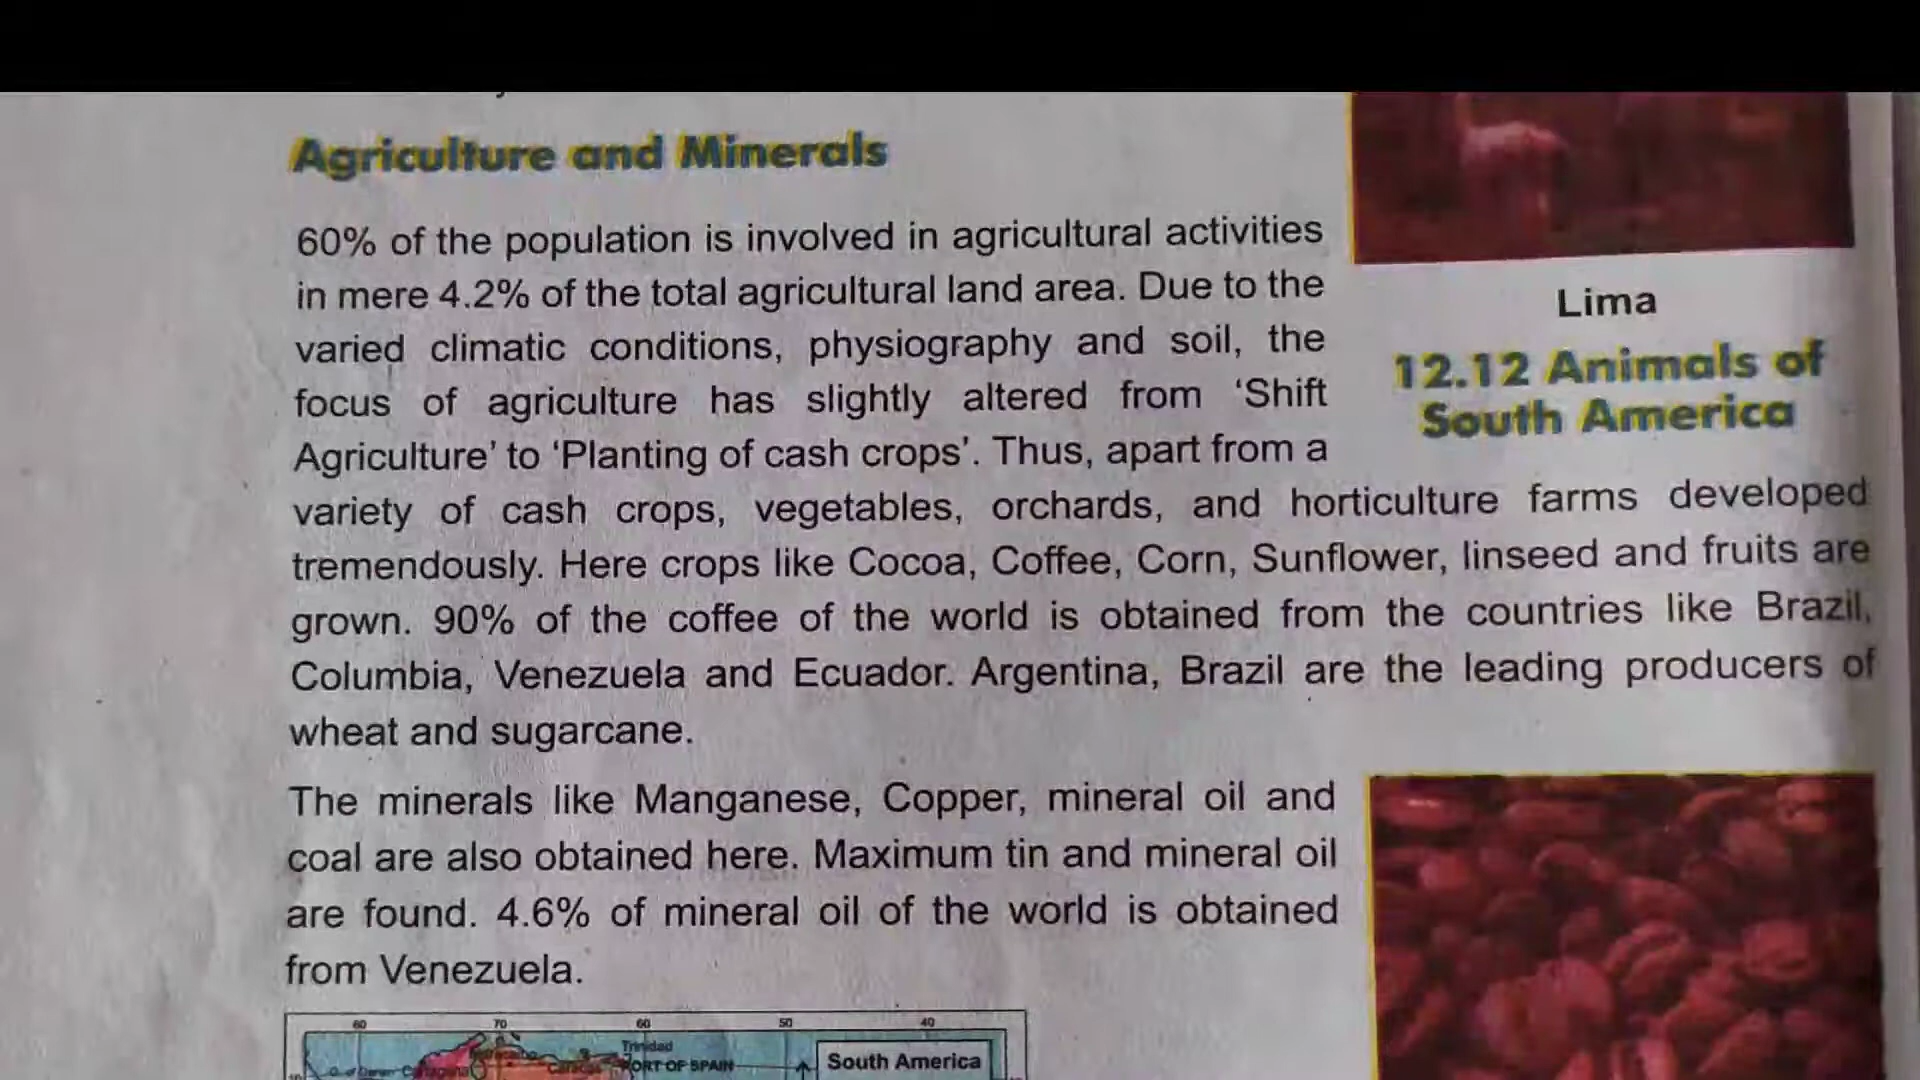 Agriculture and Minerals
60% of the population is involved in agricultural activities
in mere 4.2% of the total agricultural land area. Due to the
varied climatic conditions, physiography and soil, the
focus of agriculture has slightly altered from ‘Shift
Agriculture’ to ‘Planting of cash crops’. Thus, apart from a
variety of cash crops, vegetables, orchards, and horticulture farms developed
tremendously. Here crops like Cocoa, Coffee, Corn, Sunflower, linseed and fruits are
grown. 90% of the coffee of the world is obtained from the countries like Brazil,
Columbia, Venezuela and Ecuador. Argentina, Brazil are the leading producers of
wheat and sugarcane.
Lima
12.12 Animals of
South America
The minerals like Manganese, Copper, mineral oil and
coal are also obtained here. Maximum tin and mineral oil
are found. 4.6% of mineral oil of the world is obtained
from Venezuela.
80 70 60 50 40
Trinidad
PORT OF SPAIN
South America
Caracas